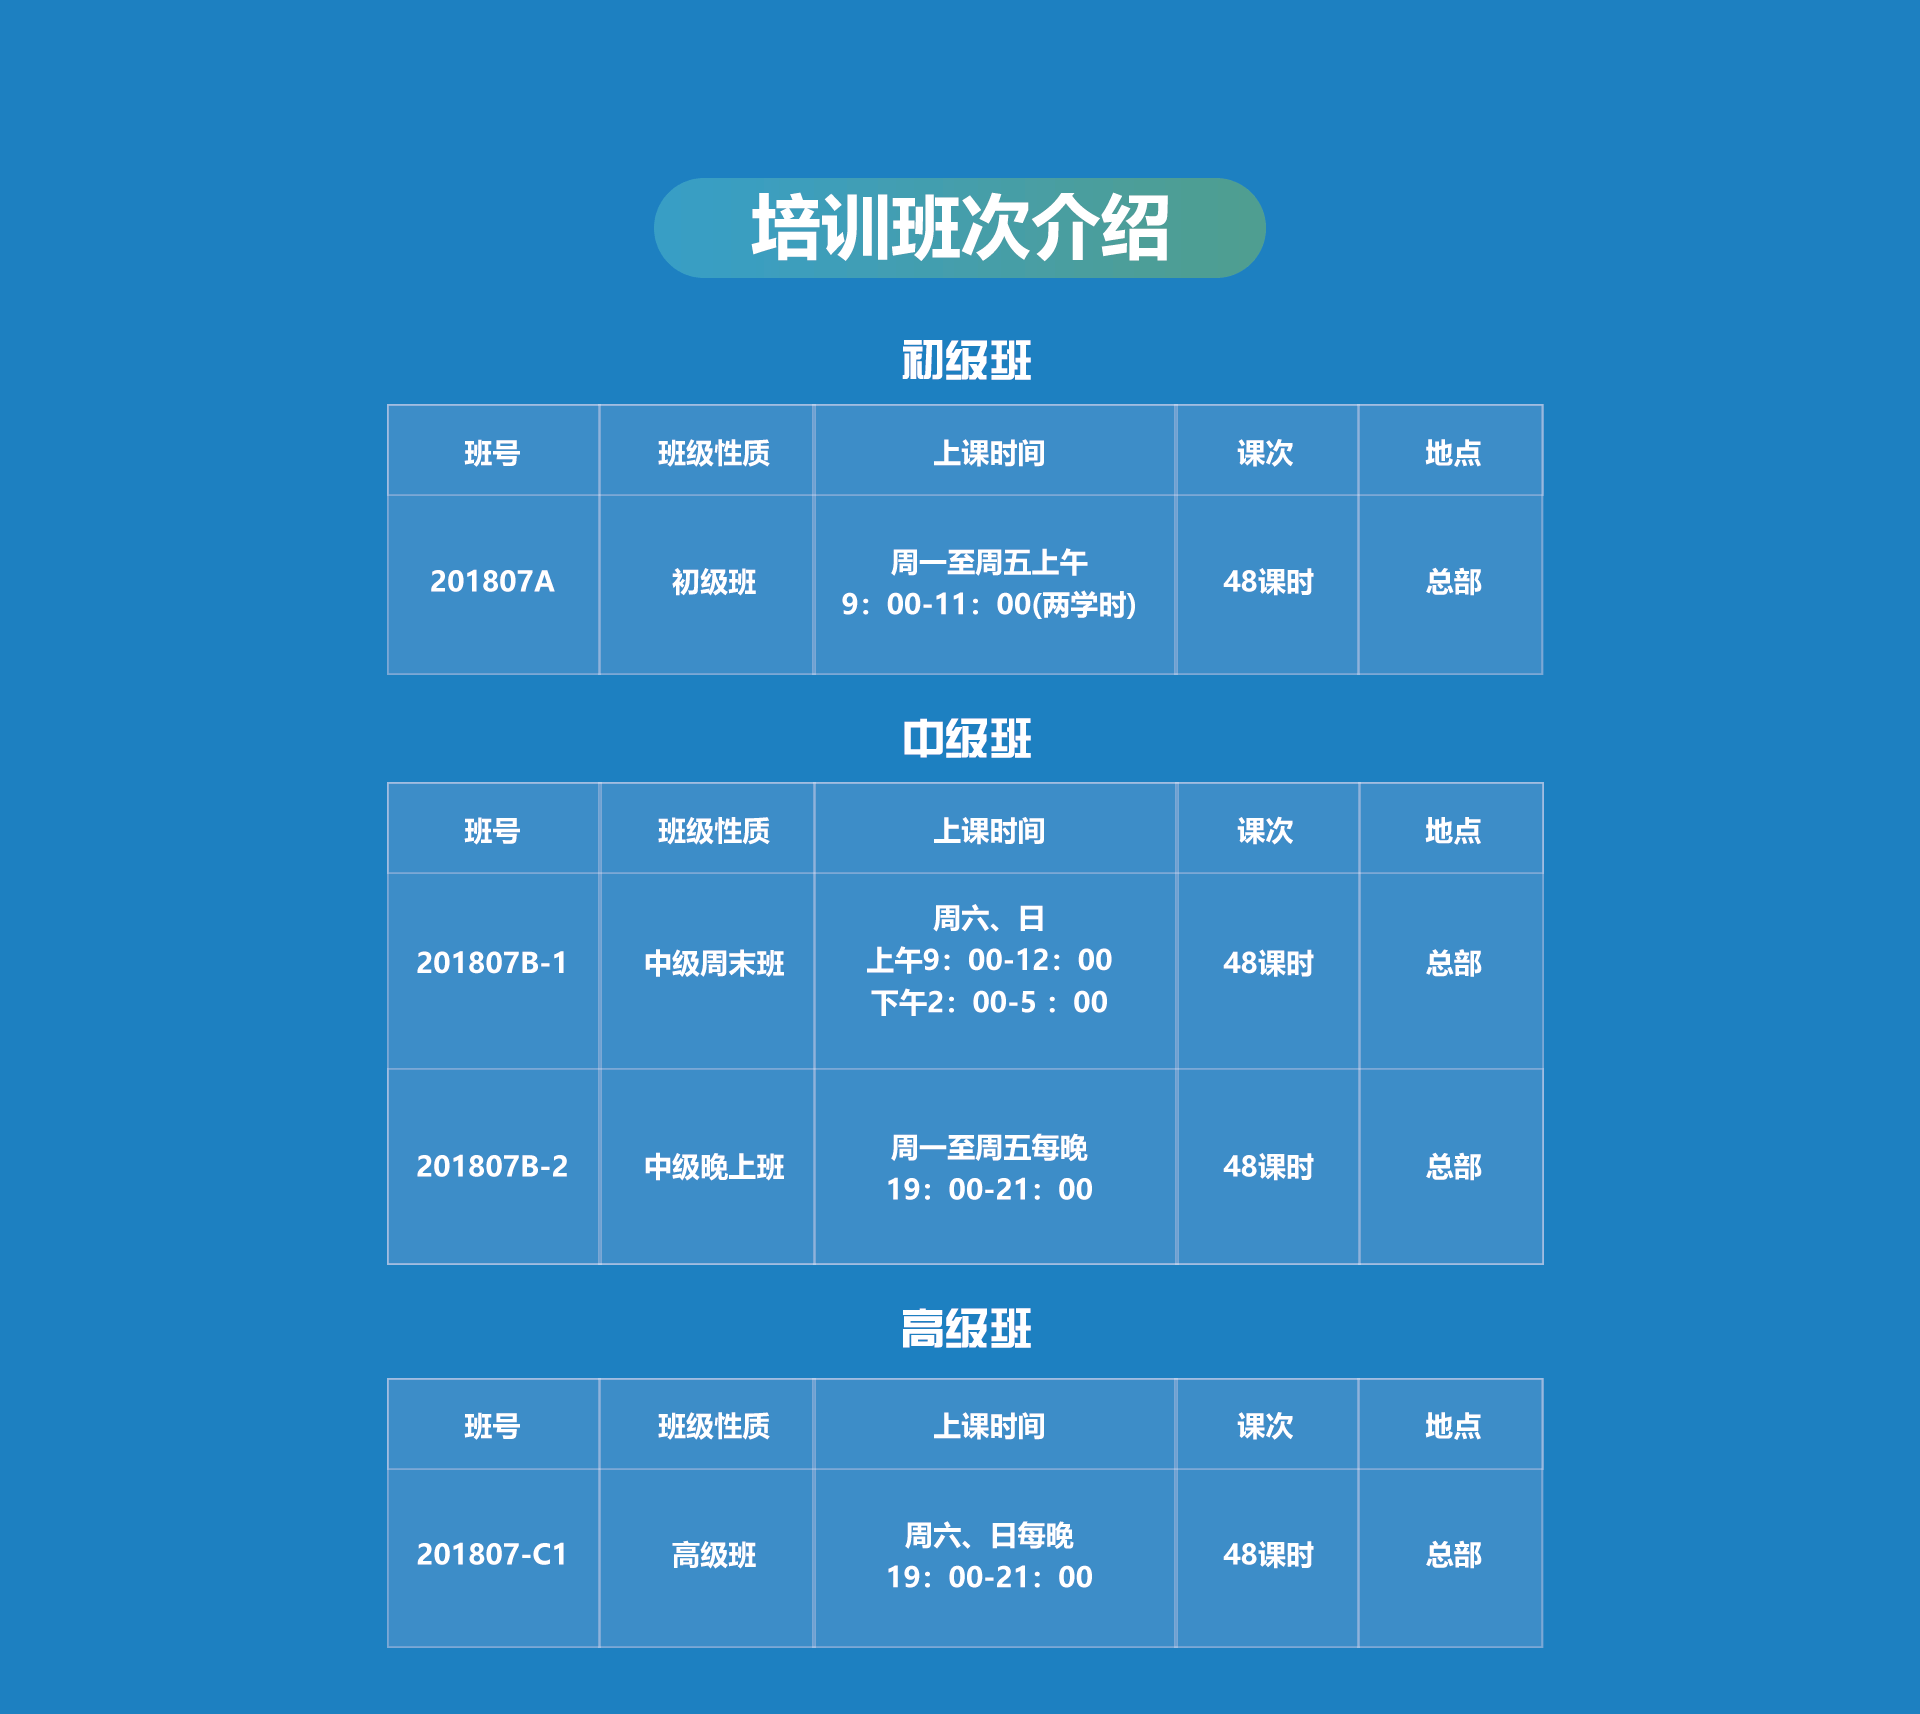 培训班次介绍
初级班
班号 班级性质 上课时间 课次 地点
201807A 初级班 周一至周五上午 48课时 总部
9：00-11：00(两学时)
中级班
班号 班级性质 上课时间 课次 地点
周六、日
201807B-1 中级周末班 上午9：00-12：00 48课时 总部
下午2：00-5 ：00
周一至周五每晚
201807B-2 中级晚上班 19：00-21：00 48课时 总部
高级班
班号 班级性质 上课时间 课次 地点
周六、日每晚
201807-C1 高级班 19：00-21：00 48课时 总部